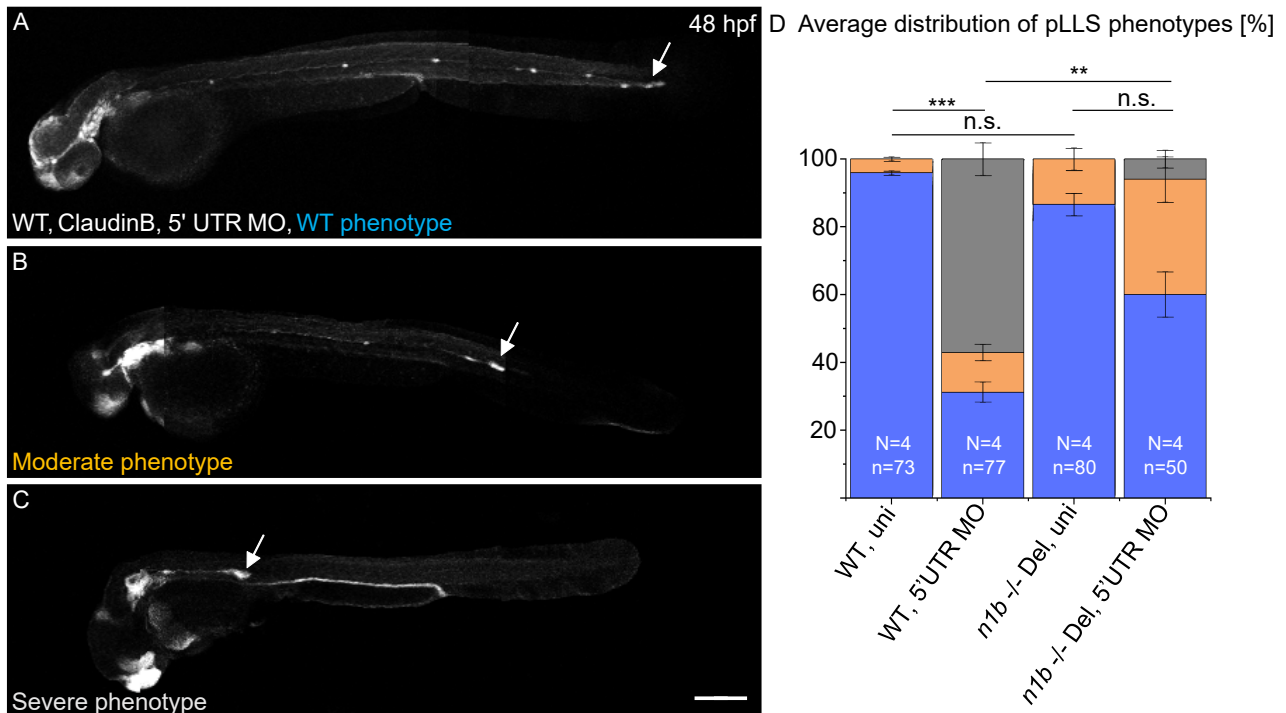 A
48 hpf
WT, ClaudinB, 5' UTR MO, WT phenotype
B
Moderate phenotype
C
Severe phenotype
D Average distribution of pLLS phenotypes [%]
**
***
n.s.
n.s.
100
80
60
40
20
N=4
n=73
N=4
n=77
N=4
n=80
N=4
n=50
WT, uni
WT, 5'UTR MO
n1b -/- Del, uni
n1b -/- Del, 5'UTR MO